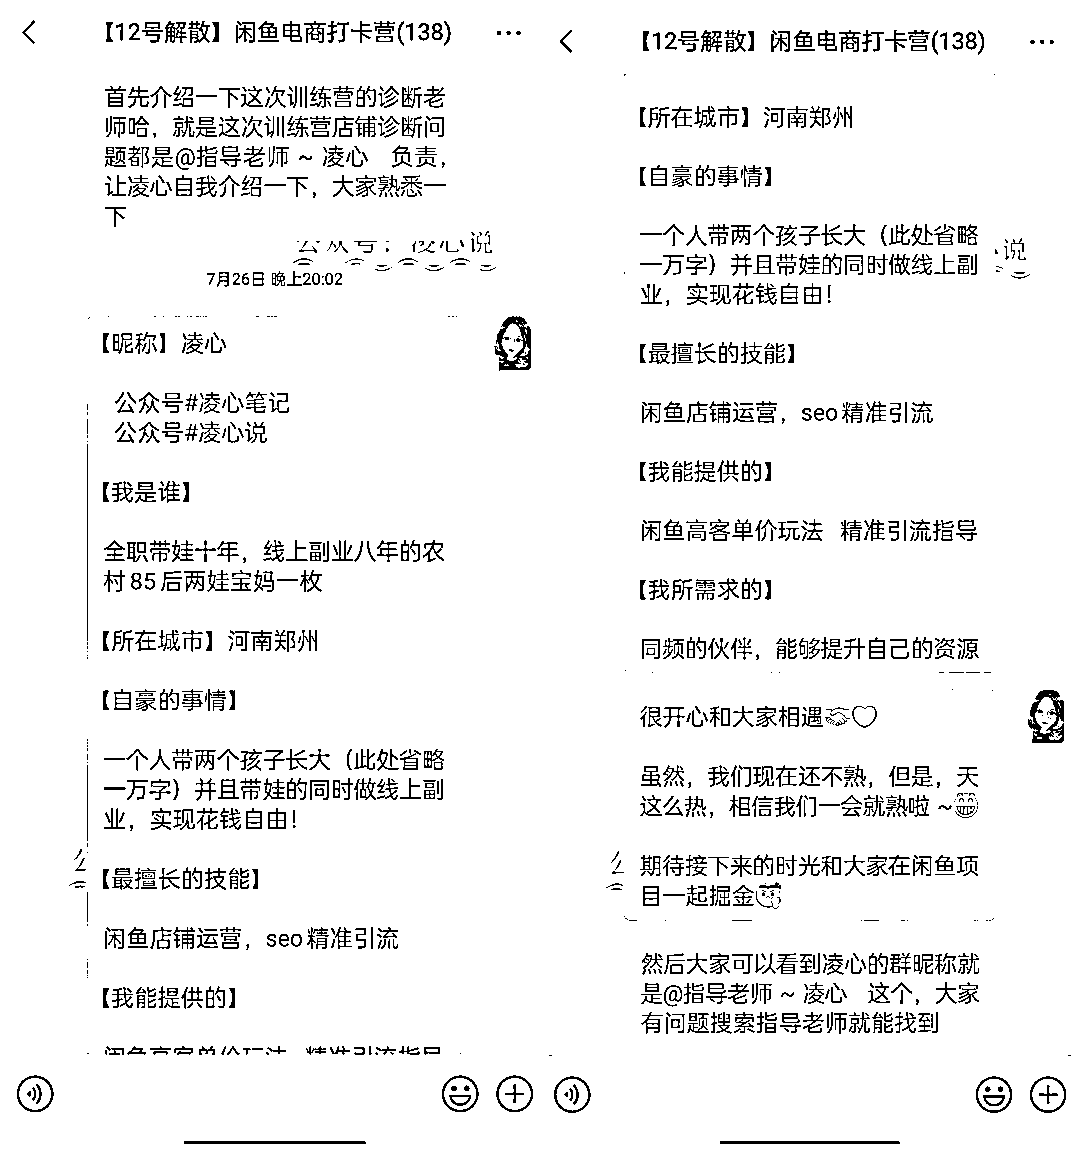 【12号解散】闲鱼电商打卡营(138)
首先介绍一下这次训练营的诊断老
师哈，就是这次训练营店铺诊断问
题都是@指导老师 ~ 凌心 负责，
让凌心自我介绍一下，大家熟悉一
下
公众号：凌心说
7月26日 晚上20:02
【昵称】凌心
公众号#凌心笔记
公众号#凌心说
【我是谁】
全职带娃十年，线上副业八年的农
村85后两娃宝妈一枚
【所在城市】河南郑州
【自豪的事情】
一个人带两个孩子长大（此处省略
一万字）并且带娃的同时做线上副
业，实现花钱自由！
【最擅长的技能】
闲鱼店铺运营，seo精准引流
【我能提供的】
闲鱼高客单价玩法 精准引流指导
【12号解散】闲鱼电商打卡营(138)
【所在城市】河南郑州
【自豪的事情】
一个人带两个孩子长大（此处省略
一万字）并且带娃的同时做线上副
业，实现花钱自由！
说
【最擅长的技能】
闲鱼店铺运营，seo精准引流
【我能提供的】
闲鱼高客单价玩法 精准引流指导
【我所需求的】
同频的伙伴，能够提升自己的资源
很开心和大家相遇🤝♡
虽然，我们现在还不熟，但是，天
这么热，相信我们一会就熟啦 ~😁
期待接下来的时光和大家在闲鱼项
目一起掘金
然后大家可以看到凌心的群昵称就
是@指导老师 ~ 凌心 这个，大家
有问题搜索指导老师就能找到